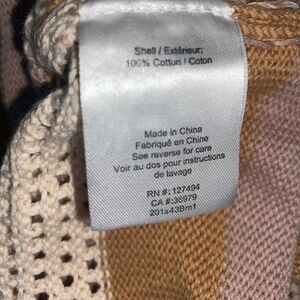 Shell / Extérieur:
100% Cotton / Coton
Made in China
Fabriqué en Chine
See reverse for care
Voir au dos pour instructions
de lavage
RN #: 127494
CA #: 36979
201s43Bm1